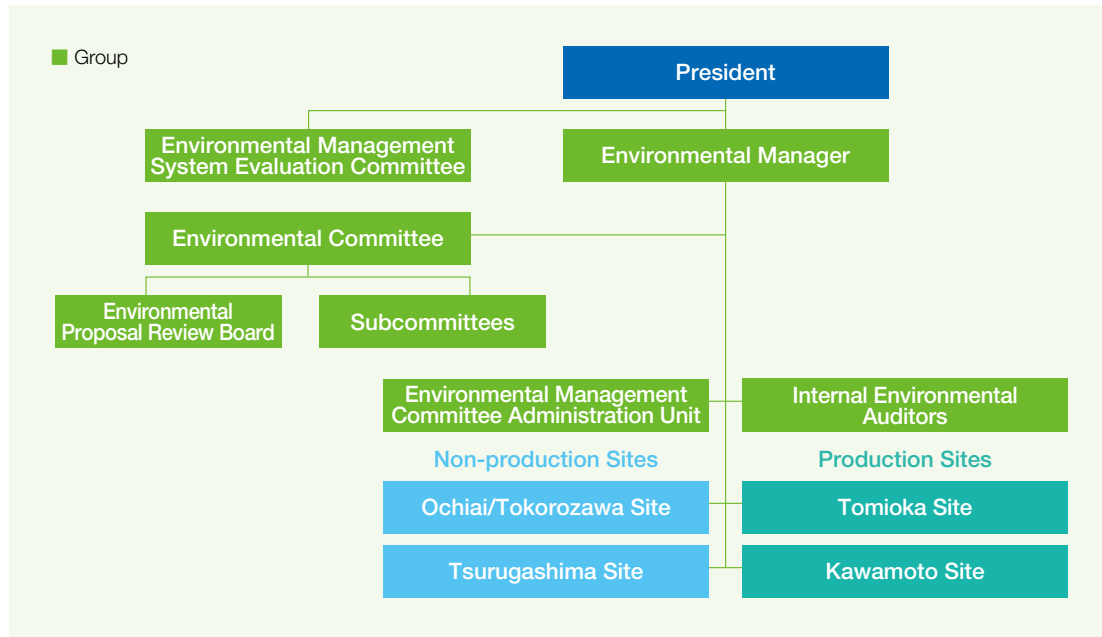 Group
President
Environmental Management
System Evaluation Committee
Environmental Manager
Environmental Committee
Environmental
Proposal Review Board
Subcommittees
Environmental Management
Committee Administration Unit
Internal Environmental
Auditors
Non-production Sites
Production Sites
Ochiai/Tokorozawa Site
Tomioka Site
Tsurugashima Site
Kawamoto Site